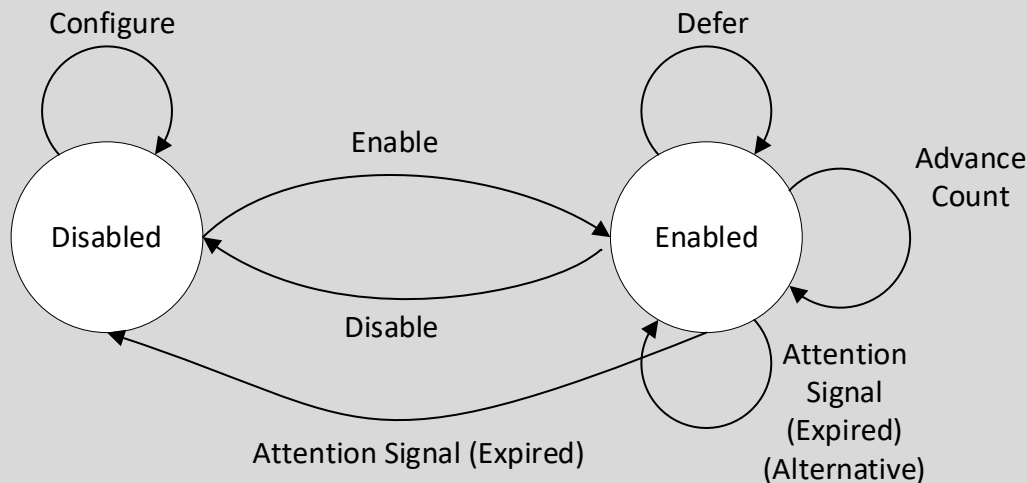 Configure
Defer
Enable
Advance
Count
Disabled
Enabled
Disable
Attention
Signal
(Expired)
(Alternative)
Attention Signal (Expired)